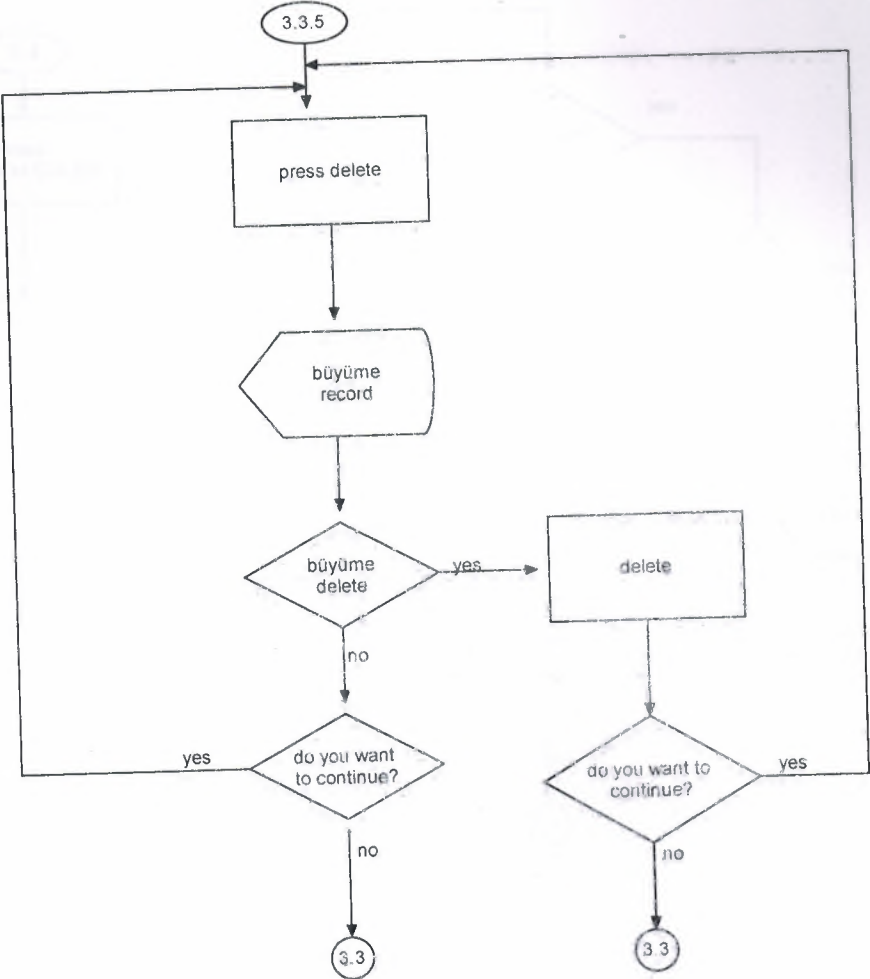 3.3.5
press delete
büyüme
record
büyüme
delete
yes
delete
no
yes
do you want
to continue?
do you want to
continue?
yes
no
no
3.3
3.3